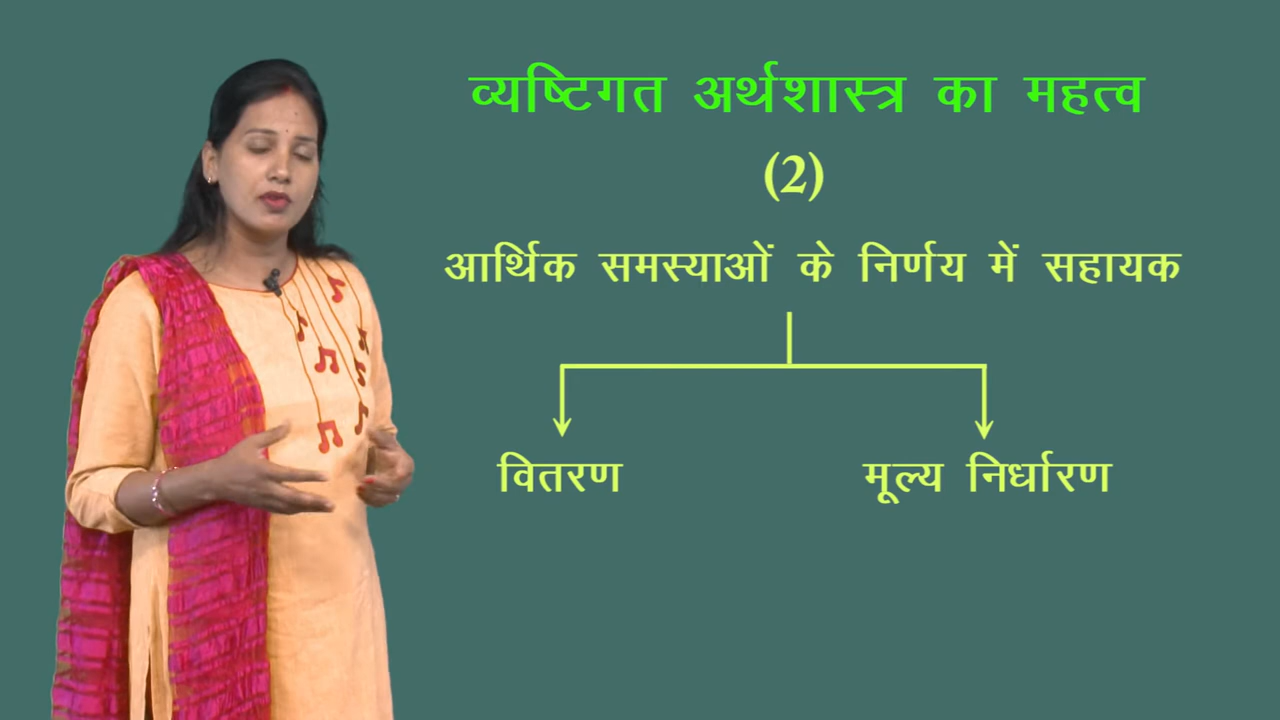 व्यष्टिगत अर्थशास्त्र का महत्व
(2)
आर्थिक समस्याओं के निर्णय में सहायक
वितरण मूल्य निर्धारण